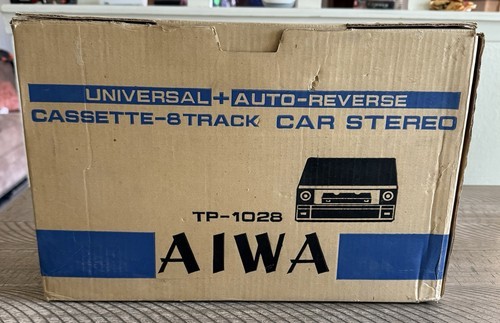 UNIVERSAL+AUTO-REVERSE
CASSETTE-8TRACK CAR STEREO
TP-1028
AIWA